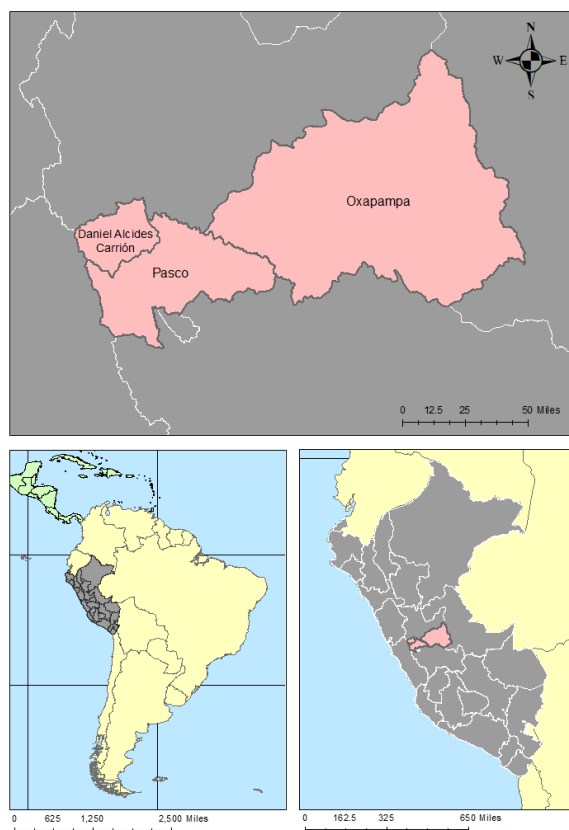 N
W E
S
Oxapampa
Daniel Alcides
Carrión
Pasco
0 12.5 25 50 Miles
0 625 1,250 2,500 Miles
0 162.5 325 650 Miles